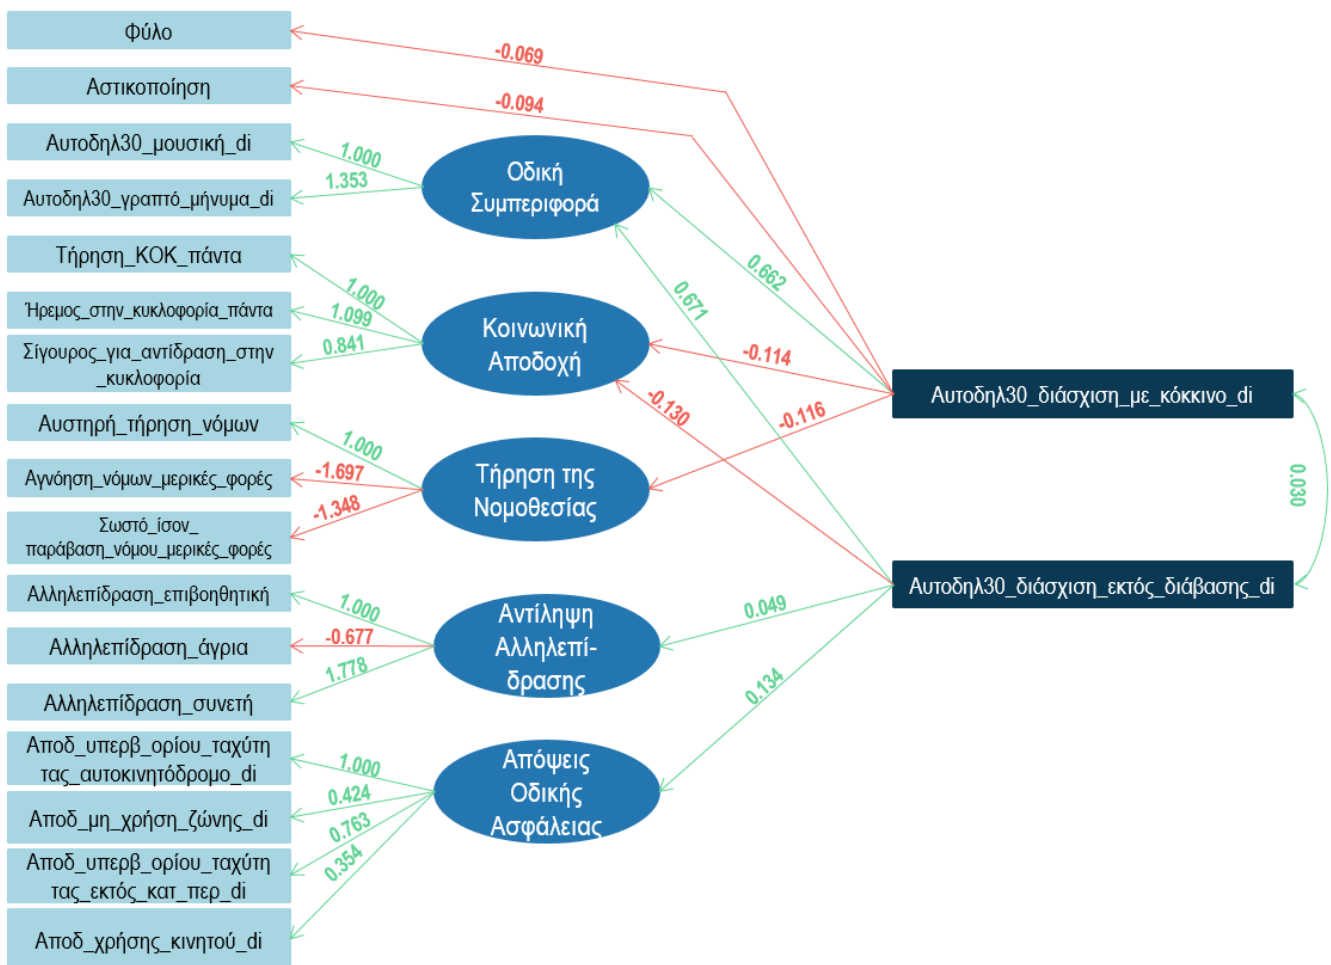 Φύλο
Αστικοποίηση
Αυτοδηλ30_μουσική_di
Αυτοδηλ30_γραπτό_μήνυμα_di
Τήρηση_ΚΟΚ_πάντα
Ήρεμος_στην_κυκλοφορία_πάντα
Σίγουρος_για_αντίδραση_στην
_κυκλοφορία
Αυστηρή_τήρηση_νόμων
Αγνόηση_νόμων_μερικές_φορές
Σωστό_ίσον_
παράβαση_νόμου_μερικές_φορές
Αλληλεπίδραση_επιβοηθητική
Αλληλεπίδραση_άγρια
Αλληλεπίδραση_συνετή
Αποδ_υπερβ_ορίου_ταχύτη
τας_αυτοκινητόδρομο_di
Αποδ_μη_χρήση_ζώνης_di
Αποδ_υπερβ_ορίου_ταχύτη
τας_εκτός_κατ_περ_di
Αποδ_χρήσης_κινητού_di
1.000
1.353
1.000
1.099
0.841
1.000
-1.697
-1.348
1.000
-0.677
1.778
1.000
0.424
0.763
0.354
Οδική
Συμπεριφορά
Κοινωνική
Αποδοχή
Τήρηση της
Νομοθεσίας
Αντίληψη
Αλληλεπί-
δρασης
Απόψεις
Οδικής
Ασφάλειας
-0.069
-0.094
0.662
0.671
-0.114
-0.130
-0.116
0.049
0.134
Αυτοδηλ30_διάσχιση_με_κόκκινο_di
Αυτοδηλ30_διάσχιση_εκτός_διάβασης_di
0.030